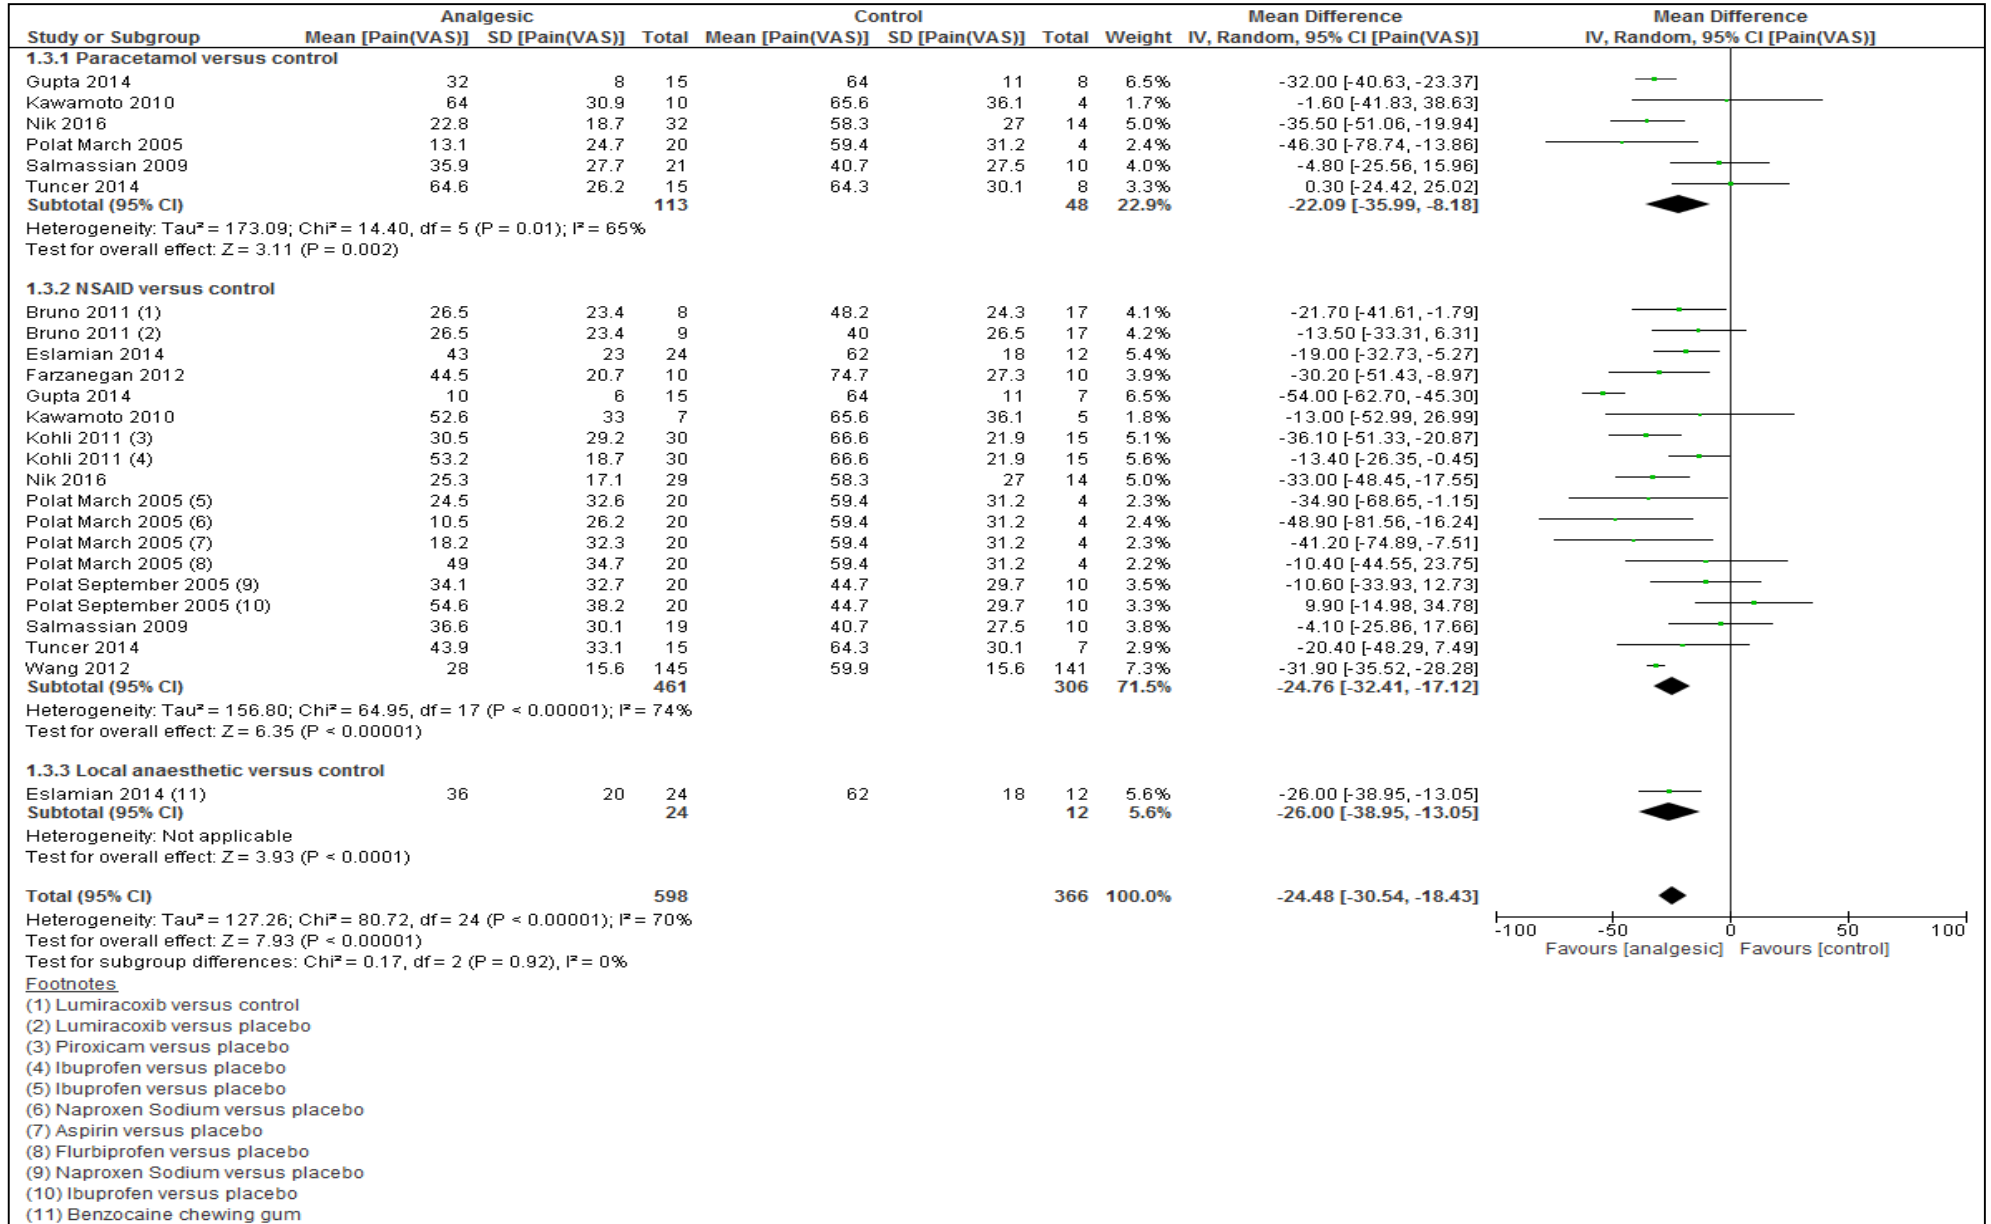 Analgesic Control Mean Difference Mean Difference
Study or Subgroup Mean [Pain(VAS)] SD [Pain(VAS)] Total Mean [Pain(VAS)] SD [Pain(VAS)] Total Weight IV, Random, 95% CI [Pain(VAS)] IV, Random, 95% CI [Pain(VAS)]
1.3.1 Paracetamol versus control
Gupta 2014 32 8 15 64 11 8 6.5% -32.00 [-40.63, -23.37]
Kawamoto 2010 64 30.9 10 65.6 36.1 4 1.7% -1.60 [-41.83, 38.63]
Nik 2016 22.8 18.7 32 58.3 27 14 5.0% -35.50 [-51.06, -19.94]
Polat March 2005 13.1 24.7 20 59.4 31.2 4 2.4% -46.30 [-78.74, -13.86]
Salmassian 2009 35.9 27.7 21 40.7 27.5 10 4.0% -4.80 [-25.56, 15.96]
Tuncer 2014 64.6 26.2 15 64.3 30.1 8 3.3% 0.30 [-24.42, 25.02]
Subtotal (95% CI) 113 48 22.9% -22.09 [-35.99, -8.18]
Heterogeneity: Tau² = 173.09; Chi² = 14.40, df = 5 (P = 0.01); I² = 65%
Test for overall effect: Z = 3.11 (P = 0.002)
1.3.2 NSAID versus control
Bruno 2011 (1) 26.5 23.4 8 48.2 24.3 17 4.1% -21.70 [-41.61, -1.79]
Bruno 2011 (2) 26.5 23.4 9 40 26.5 17 4.2% -13.50 [-33.31, 6.31]
Eslamian 2014 43 23 24 62 18 12 5.4% -19.00 [-32.73, -5.27]
Farzanegan 2012 44.5 20.7 10 74.7 27.3 10 3.9% -30.20 [-51.43, -8.97]
Gupta 2014 10 6 15 64 11 7 6.5% -54.00 [-62.70, -45.30]
Kawamoto 2010 52.6 33 7 65.6 36.1 5 1.8% -13.00 [-52.99, 26.99]
Kohli 2011 (3) 30.5 29.2 30 66.6 21.9 15 5.1% -36.10 [-51.33, -20.87]
Kohli 2011 (4) 53.2 18.7 30 66.6 21.9 15 5.6% -13.40 [-26.35, -0.45]
Nik 2016 25.3 17.1 29 58.3 27 14 5.0% -33.00 [-48.45, -17.55]
Polat March 2005 (5) 24.5 32.6 20 59.4 31.2 4 2.3% -34.90 [-68.65, -1.15]
Polat March 2005 (6) 10.5 26.2 20 59.4 31.2 4 2.4% -48.90 [-81.56, -16.24]
Polat March 2005 (7) 18.2 32.3 20 59.4 31.2 4 2.3% -41.20 [-74.89, -7.51]
Polat March 2005 (8) 49 34.7 20 59.4 31.2 4 2.2% -10.40 [-44.55, 23.75]
Polat September 2005 (9) 34.1 32.7 20 44.7 29.7 10 3.5% -10.60 [-33.93, 12.73]
Polat September 2005 (10) 54.6 38.2 20 44.7 29.7 10 3.3% 9.90 [-14.98, 34.78]
Salmassian 2009 36.6 30.1 19 40.7 27.5 10 3.8% -4.10 [-25.86, 17.66]
Tuncer 2014 43.9 33.1 15 64.3 30.1 7 2.9% -20.40 [-48.29, 7.49]
Wang 2012 28 15.6 145 59.9 15.6 141 7.3% -31.90 [-35.52, -28.28]
Subtotal (95% CI) 461 306 71.5% -24.76 [-32.41, -17.12]
Heterogeneity: Tau² = 156.80; Chi² = 64.95, df = 17 (P < 0.00001); I² = 74%
Test for overall effect: Z = 6.35 (P < 0.00001)
1.3.3 Local anaesthetic versus control
Eslamian 2014 (11) 36 20 24 62 18 12 5.6% -26.00 [-38.95, -13.05]
Subtotal (95% CI) 24 12 5.6% -26.00 [-38.95, -13.05]
Heterogeneity: Not applicable
Test for overall effect: Z = 3.93 (P < 0.0001)
Total (95% CI) 598 366 100.0% -24.48 [-30.54, -18.43]
Heterogeneity: Tau² = 127.26; Chi² = 80.72, df = 24 (P < 0.00001); I² = 70%
Test for overall effect: Z = 7.93 (P < 0.00001)
Test for subgroup differences: Chi² = 0.17, df = 2 (P = 0.92), I² = 0%
-100 -50 0 50 100
Favours [analgesic] Favours [control]
Footnotes
(1) Lumiracoxib versus control
(2) Lumiracoxib versus placebo
(3) Piroxicam versus placebo
(4) Ibuprofen versus placebo
(5) Ibuprofen versus placebo
(6) Naproxen Sodium versus placebo
(7) Aspirin versus placebo
(8) Flurbiprofen versus placebo
(9) Naproxen Sodium versus placebo
(10) Ibuprofen versus placebo
(11) Benzocaine chewing gum